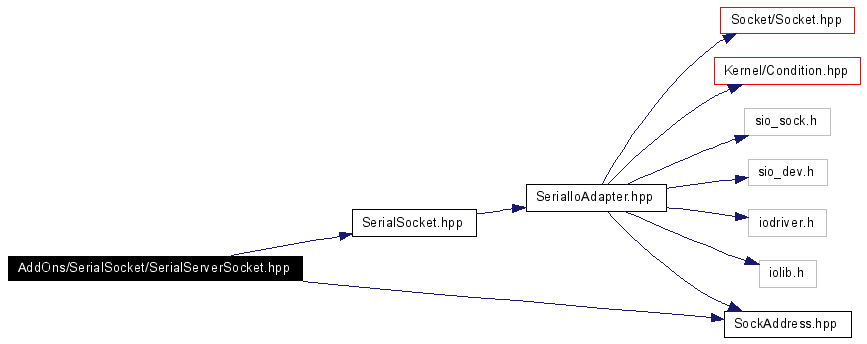 Socket/Socket.hpp
Kernel/Condition.hpp
sio_sock.h
sio_dev.h
SerialIoAdapter.hpp
SerialSocket.hpp
iodriver.h
AddOns/SerialSocket/SerialServerSocket.hpp
iolib.h
SockAddress.hpp